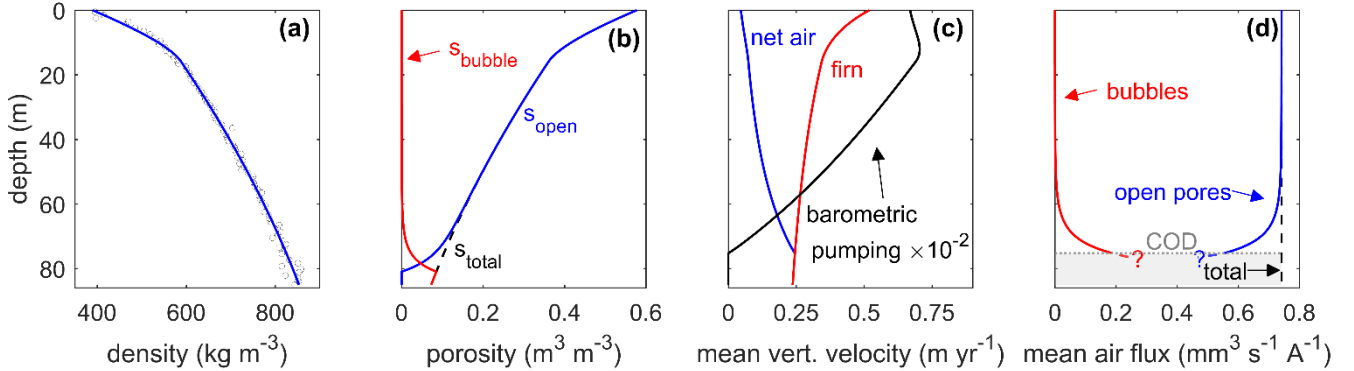 0
20
40
60
80
depth (m)
(a)
400
600
800
density (kg m⁻³)
(b)
s_bubble
s_open
s_total
0
0.2
0.4
0.6
porosity (m³ m⁻³)
(c)
net air
firn
barometric
pumping ×10⁻²
0
0.25
0.5
0.75
mean vert. velocity (m yr⁻¹)
(d)
bubbles
open pores
COD
?
?
total
0
0.2
0.4
0.6
0.8
mean air flux (mm³ s⁻¹ A⁻¹)